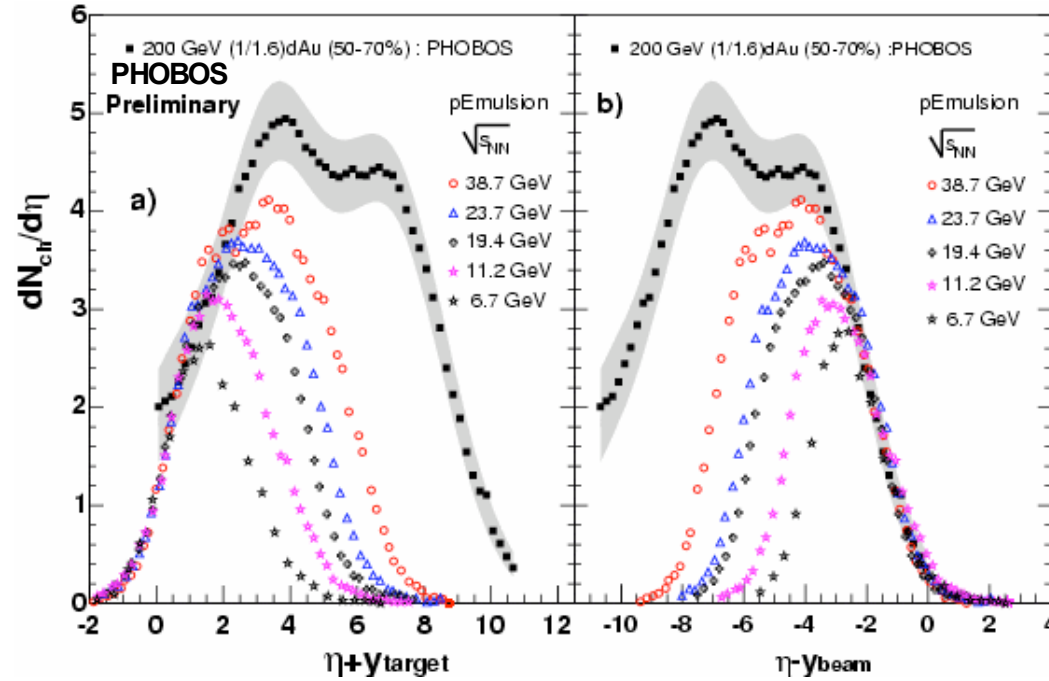 200 GeV (1/1.6)dAu (50-70%) : PHOBOS
PHOBOS
Preliminary
a)
pEmulsion
√sNN
38.7 GeV
23.7 GeV
19.4 GeV
11.2 GeV
6.7 GeV
dNch/dη
6
5
4
3
2
1
0
-2
0
2
4
6
8
10
12
η+ytarget
200 GeV (1/1.6)dAu (50-70%) :PHOBOS
b)
pEmulsion
√sNN
38.7 GeV
23.7 GeV
19.4 GeV
11.2 GeV
6.7 GeV
-10
-8
-6
-4
-2
0
2
4
η-ybeam